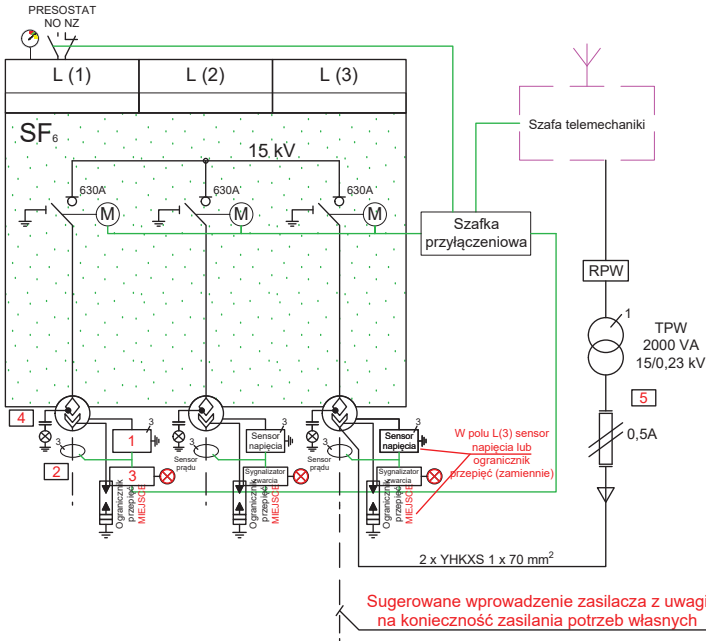 PRESOSTAT
NO NZ
L (1)
L (2)
L (3)
SF6
15 kV
630A
630A
630A
M
M
M
Szafka
przyłączeniowa
Szafa telemechaniki
RPW
1
TPW
2000 VA
15/0,23 kV
5
0,5A
4
3
1
3
2
3
Ogranicznik
przepięć
MIEJSCE
3
Sensor
napięcia
3
Sensor
prądu
Sygnalizator
zwarcia
Ogranicznik
przepięć
MIEJSCE
3
Sensor
napięcia
3
Sensor
prądu
Sygnalizator
zwarcia
Ogranicznik
przepięć
MIEJSCE
W polu L(3) sensor
napięcia lub
ogranicznik
przepięć (zamiennie)
2 x YHKXS 1 x 70 mm²
Sugerowane wprowadzenie zasilacza z uwagi
na konieczność zasilania potrzeb własnych